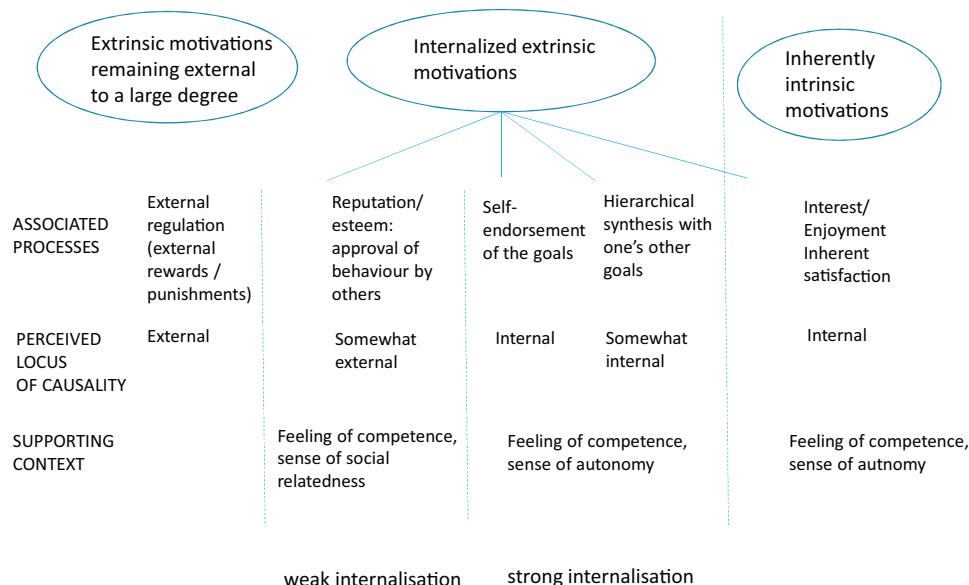 Extrinsic motivations
remaining external
to a large degree
Internalized extrinsic
motivations
Inherently
intrinsic
motivations
ASSOCIATED
PROCESSES
External
regulation
(external
rewards /
punishments)
Reputation/
esteem:
approval of
behaviour by
others
Self-
endorsement
of the goals
Hierarchical
synthesis with
one's other
goals
Interest/
Enjoyment
Inherent
satisfaction
PERCEIVED
LOCUS
OF CAUSALITY
External
Somewhat
external
Internal
Somewhat
internal
Internal
SUPPORTING
CONTEXT
Feeling of competence,
sense of social
relatedness
Feeling of competence,
sense of autonomy
Feeling of competence,
sense of autnomy
weak internalisation
strong internalisation